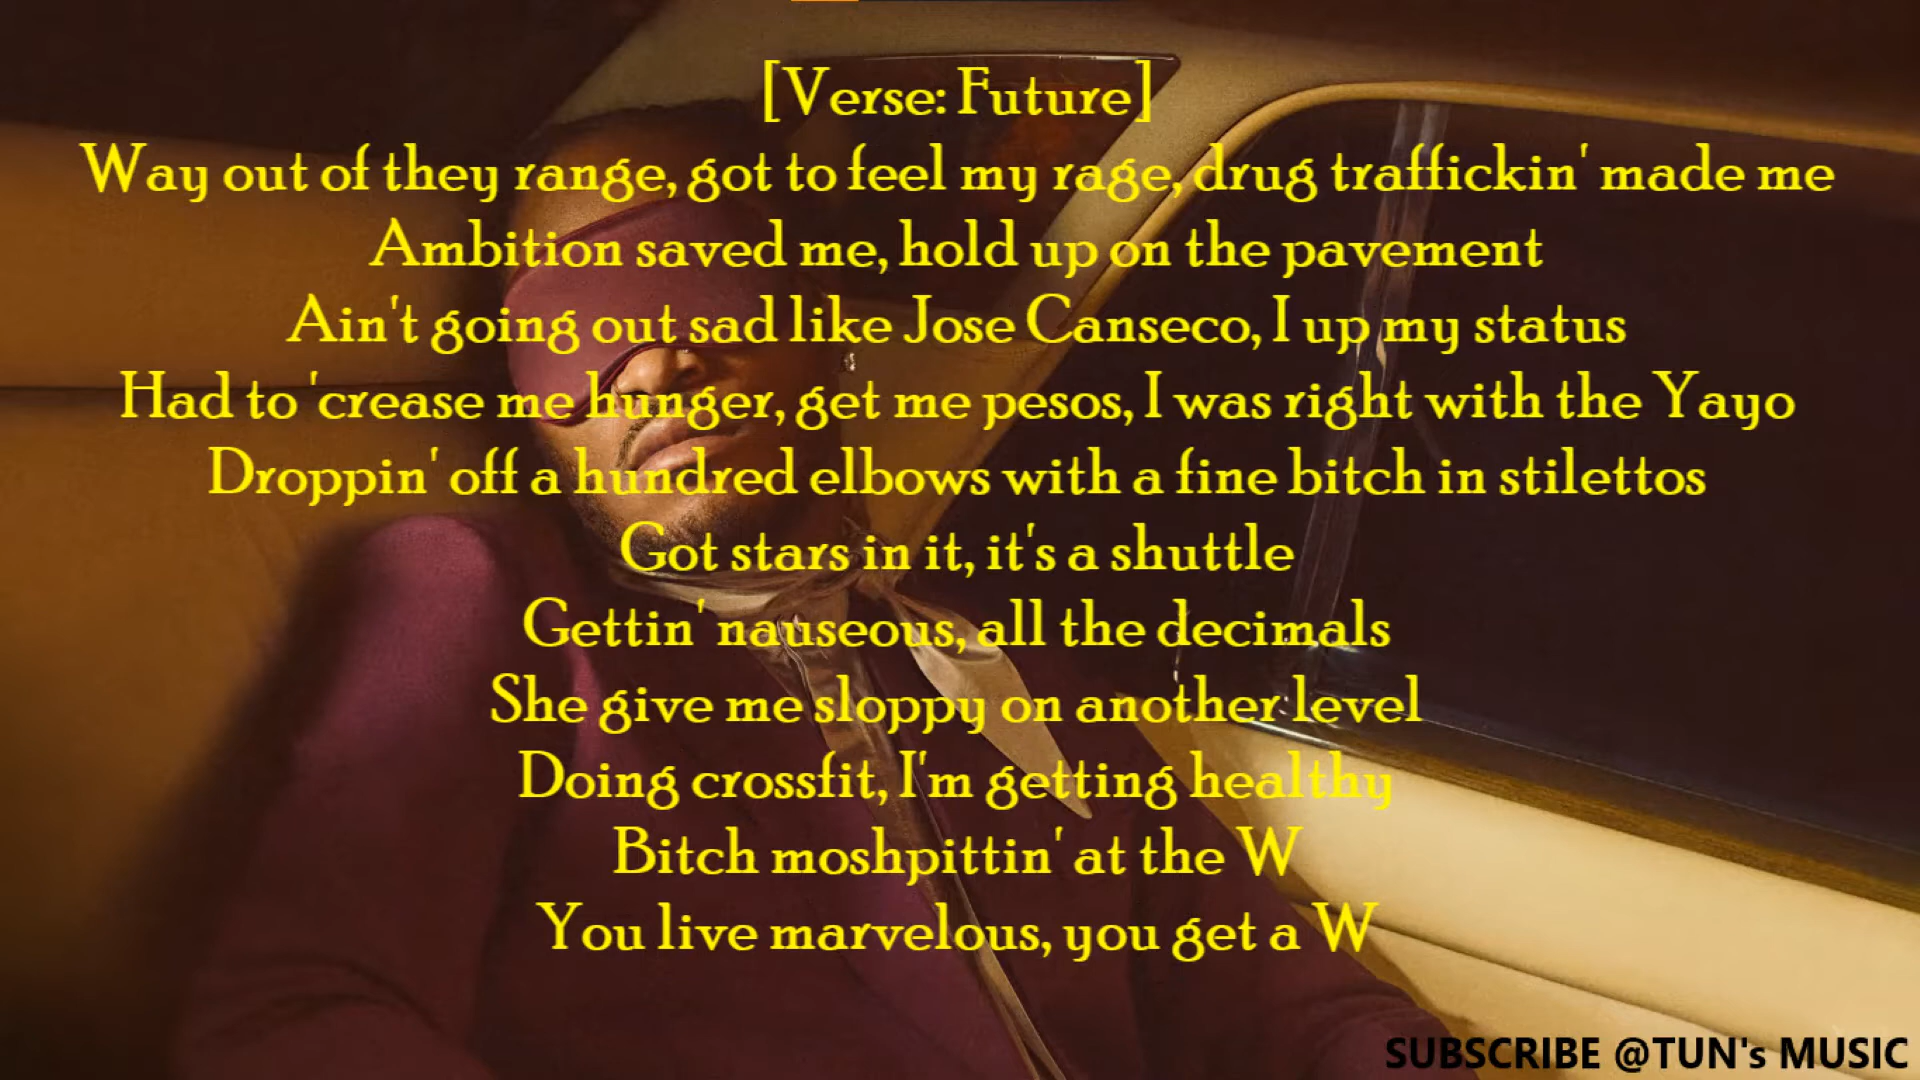 [Verse: Future]
Way out of they range, got to feel my rage, drug traffickin' made me
Ambition saved me, hold up on the pavement
Ain't going out sad like Jose Canseco, I up my status
Had to 'crease me hunger, get me pesos, I was right with the Yayo
Droppin' off a hundred elbows with a fine bitch in stilettos
Got stars in it, it's a shuttle
Gettin' nauseous, all the decimals
She give me sloppy on another level
Doing crossfit, I'm getting healthy
Bitch moshpittin' at the W
You live marvelous, you get a W
SUBSCRIBE @TUN's MUSIC